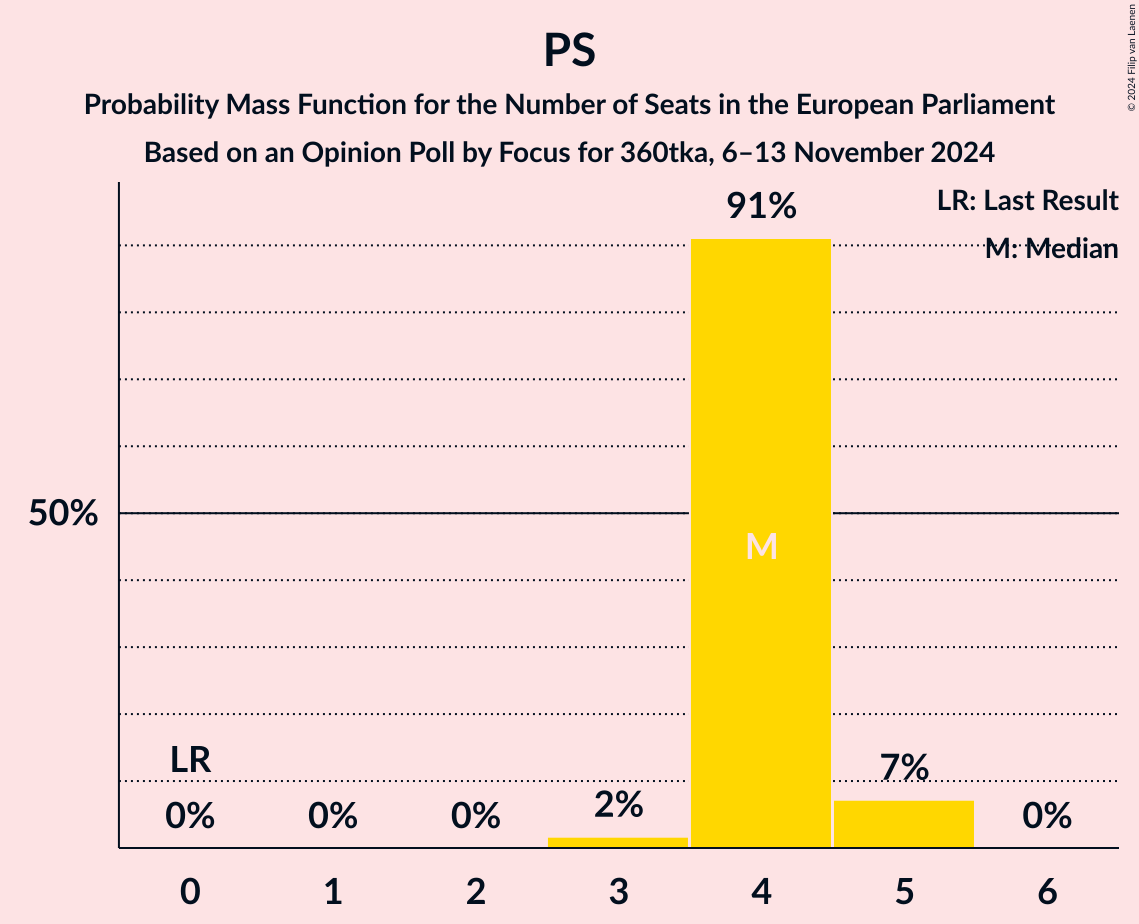 PS
Probability Mass Function for the Number of Seats in the European Parliament
Based on an Opinion Poll by Focus for 360tka, 6–13 November 2024
© 2024 Filip van Laenen
LR: Last Result
M: Median
91%
50%
M
LR
7%
2%
0%
0%
0%
0%
0
1
2
3
4
5
6